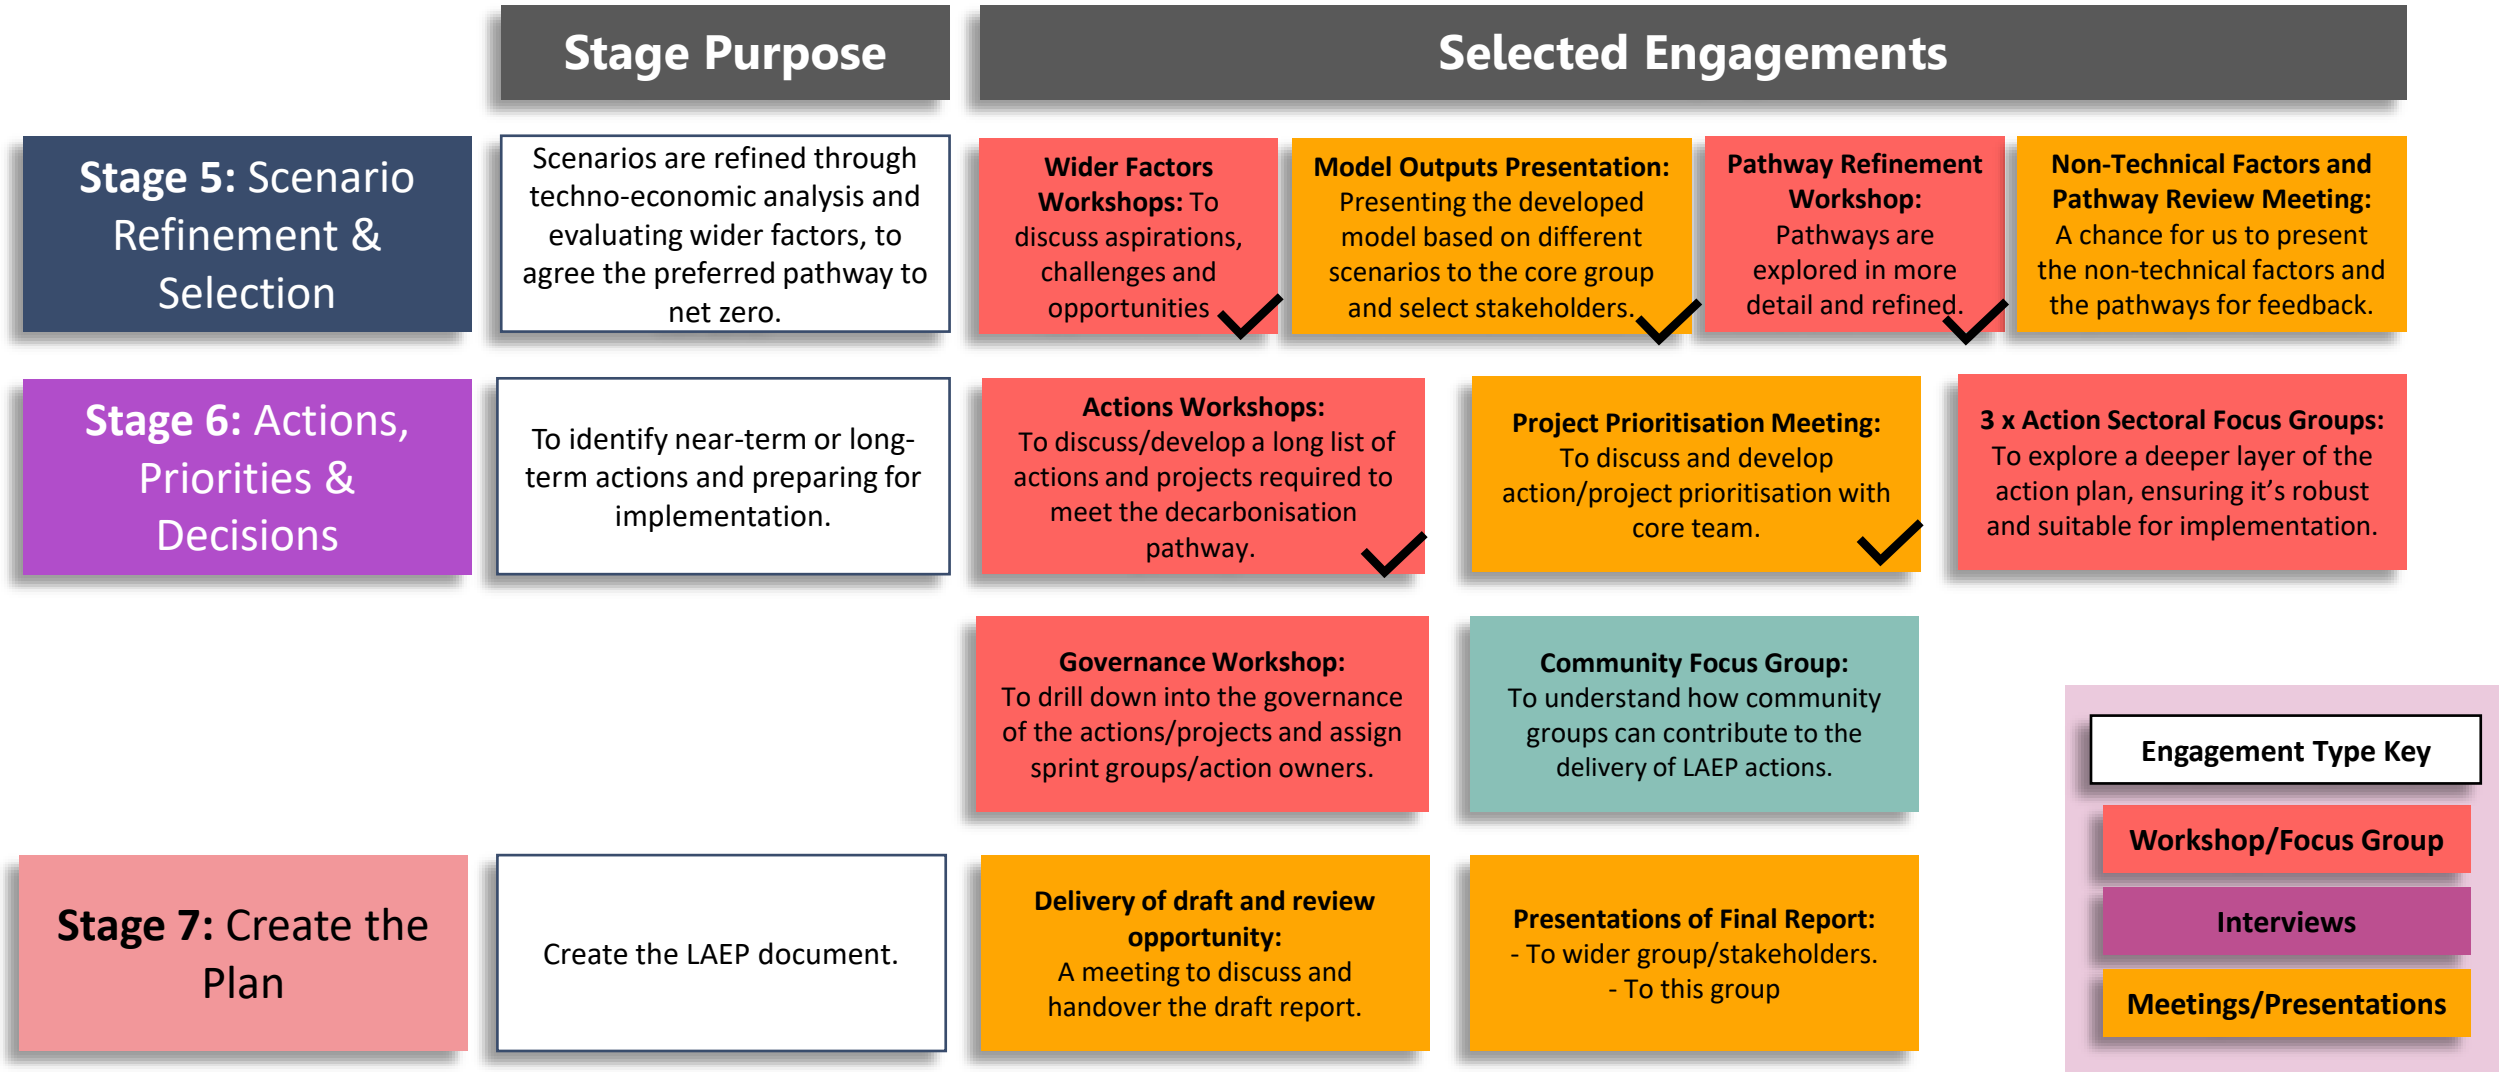 Stage Purpose
Selected Engagements
Stage 5: Scenario
Refinement &
Selection
Scenarios are refined through
techno-economic analysis and
evaluating wider factors, to
agree the preferred pathway to
net zero.
Wider Factors
Workshops: To
discuss aspirations,
challenges and
opportunities
Model Outputs Presentation:
Presenting the developed
model based on different
scenarios to the core group
and select stakeholders.
Pathway Refinement
Workshop:
Pathways are
explored in more
detail and refined.
Non-Technical Factors and
Pathway Review Meeting:
A chance for us to present
the non-technical factors and
the pathways for feedback.
Stage 6: Actions,
Priorities &
Decisions
To identify near-term or long-
term actions and preparing for
implementation.
Actions Workshops:
To discuss/develop a long list of
actions and projects required to
meet the decarbonisation
pathway.
Project Prioritisation Meeting:
To discuss and develop
action/project prioritisation with
core team.
3 x Action Sectoral Focus Groups:
To explore a deeper layer of the
action plan, ensuring it’s robust
and suitable for implementation.
Governance Workshop:
To drill down into the governance
of the actions/projects and assign
sprint groups/action owners.
Community Focus Group:
To understand how community
groups can contribute to the
delivery of LAEP actions.
Stage 7: Create the
Plan
Create the LAEP document.
Delivery of draft and review
opportunity:
A meeting to discuss and
handover the draft report.
Presentations of Final Report:
- To wider group/stakeholders.
- To this group
Engagement Type Key
Workshop/Focus Group
Interviews
Meetings/Presentations